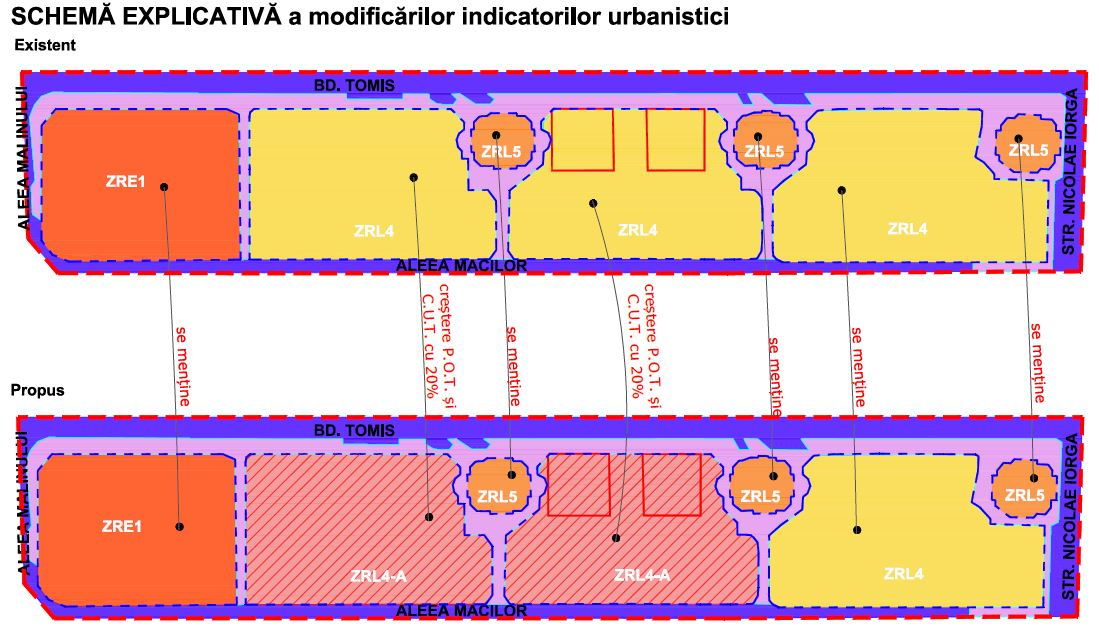 SCHEMĂ EXPLICATIVĂ a modificărilor indicatorilor urbanistici
Existent
BD. TOMIS
ALEEA MALINULUI
STR. NICOLAE IORGA
ZRE1
ZRL4
ZRL5
ZRL4
ZRL5
ZRL4
ZRL5
ALEEA MACILOR
se menține
creștere P.O.T. și
C.U.T. cu 20%
se menține
creștere P.O.T. și
C.U.T. cu 20%
se menține
se menține
se menține
Propus
BD. TOMIS
ALEEA MALINULUI
STR. NICOLAE IORGA
ZRE1
ZRL4-A
ZRL5
ZRL4-A
ZRL5
ZRL4
ZRL5
ALEEA MACILOR